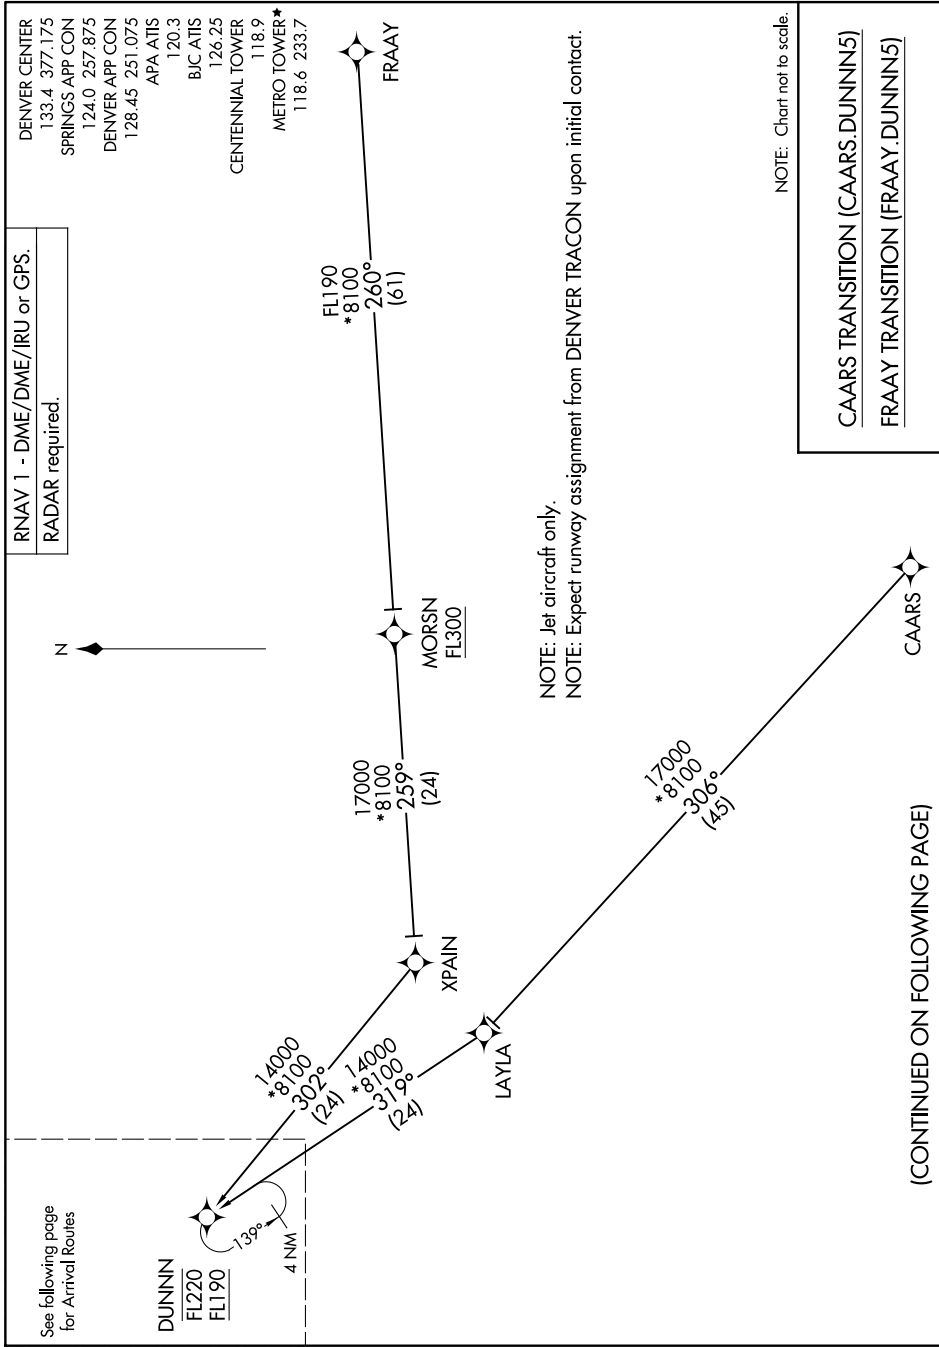 See following page
for Arrival Routes
RNAV 1 - DME/DME/IRU or GPS.
RADAR required.
DENVER CENTER
133.4 377.175
SPRINGS APP CON
124.0 257.875
DENVER APP CON
128.45 251.075
APA ATIS
120.3
BJC ATIS
126.25
CENTENNIAL TOWER
118.9
METRO TOWER★
118.6 233.7
N
DUNNN
FL220
FL190
139°
4 NM
14000
*8100
302°
(24)
14000
*8100
319°
(24)
XPAIN
LAYLA
17000
*8100
259°
(24)
MORSN
FL300
FL190
*8100
260°
(61)
FRAAY
17000
*8100
306°
(45)
CAARS
NOTE: Jet aircraft only.
NOTE: Expect runway assignment from DENVER TRACON upon initial contact.
NOTE: Chart not to scale.
CAARS TRANSITION (CAARS.DUNNN5)
FRAAY TRANSITION (FRAAY.DUNNN5)
(CONTINUED ON FOLLOWING PAGE)